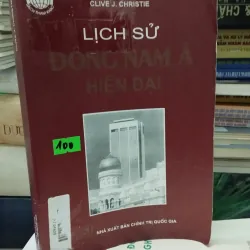 CLIVE J. CHRISTIE
LỊCH SỬ
ĐÔNG NAM Á
HIỆN ĐẠI
100
NHÀ XUẤT BẢN CHÍNH TRỊ QUỐC GIA